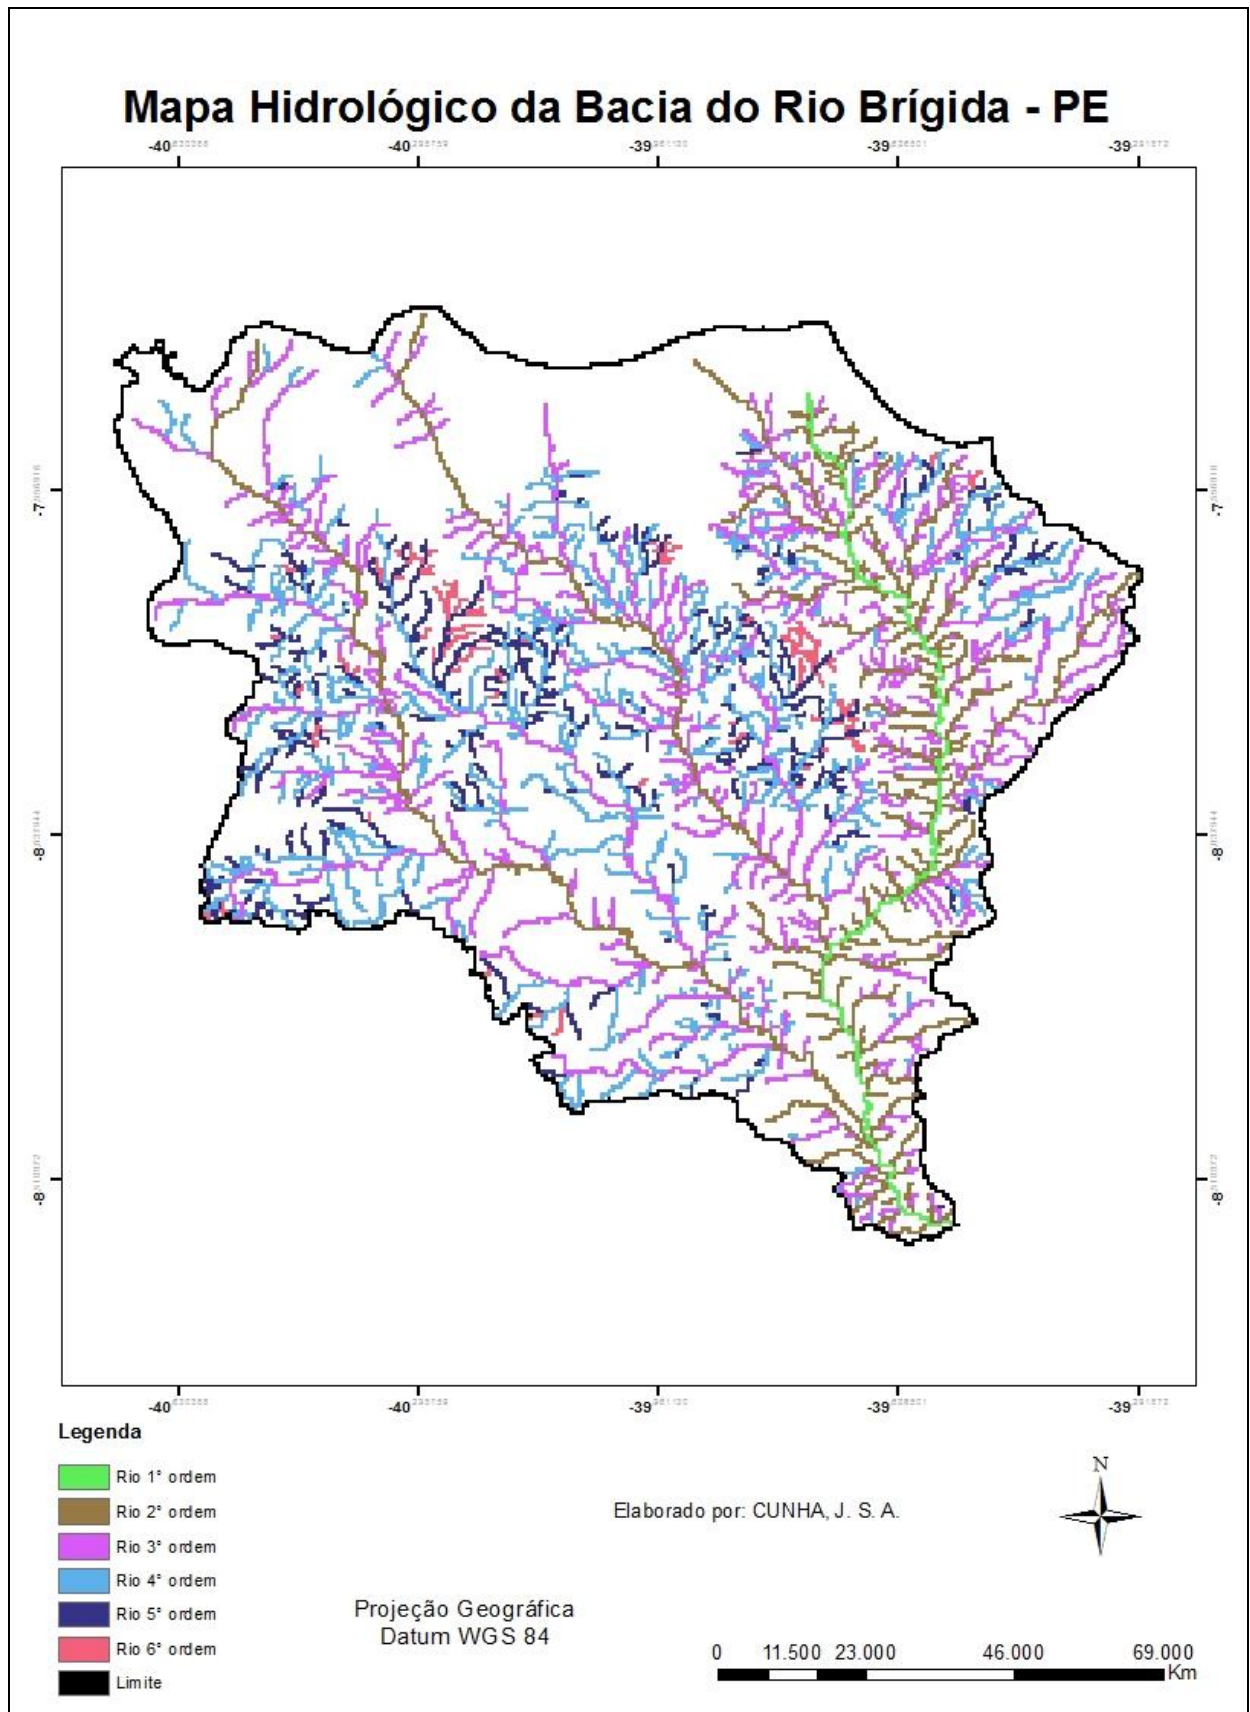 Mapa Hidrológico da Bacia do Rio Brígida - PE
-40 -40 -39 -39 -39
-7 -7
-8 -8
-8 -8
-40 -40 -39 -39 -39
Legenda
Rio 1° ordem
Rio 2° ordem
Rio 3° ordem
Rio 4° ordem
Rio 5° ordem
Rio 6° ordem
Limite
Elaborado por: CUNHA, J. S. A.
N
Projeção Geográfica
Datum WGS 84
0 11.500 23.000 46.000 69.000
Km